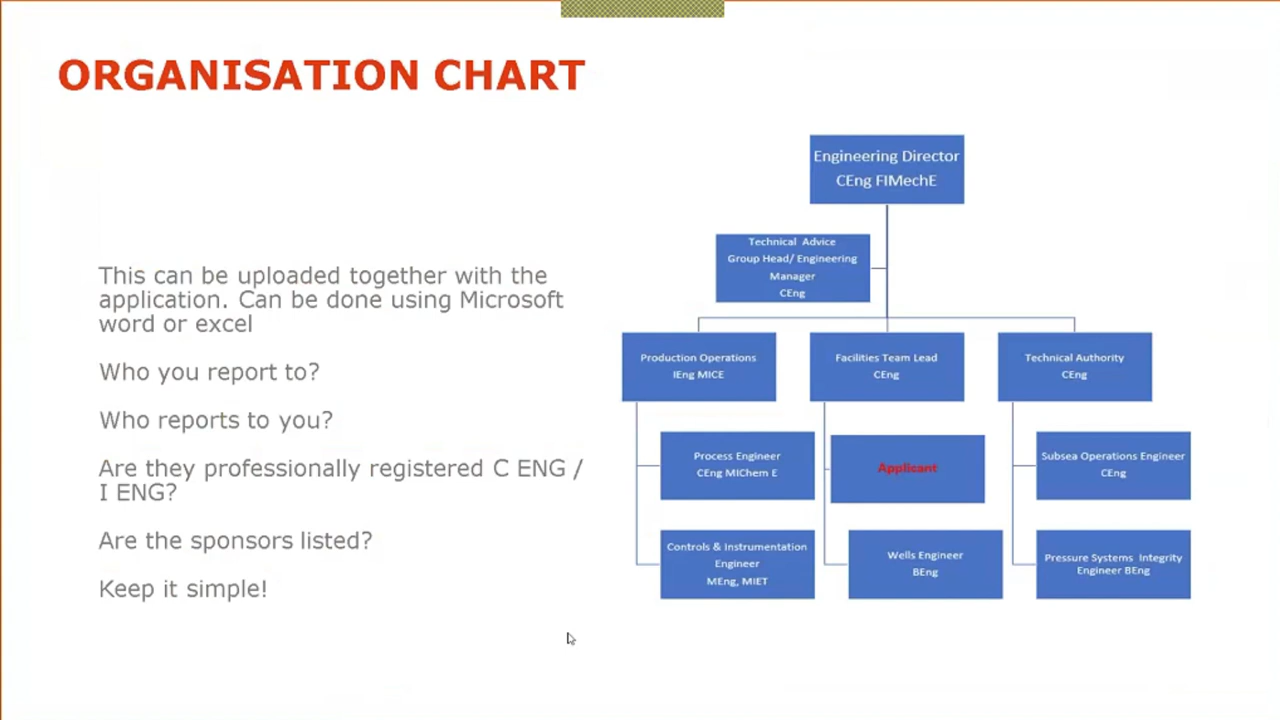 ORGANISATION CHART
This can be uploaded together with the
application. Can be done using Microsoft
word or excel
Who you report to?
Who reports to you?
Are they professionally registered C ENG /
I ENG?
Are the sponsors listed?
Keep it simple!
Engineering Director
CEng FIMechE
Technical Advice
Group Head/ Engineering
Manager
CEng
Production Operations
IEng MICE
Facilities Team Lead
CEng
Technical Authority
CEng
Process Engineer
CEng MIChem E
Applicant
Subsea Operations Engineer
CEng
Controls & Instrumentation
Engineer
MEng, MIET
Wells Engineer
BEng
Pressure Systems Integrity
Engineer BEng